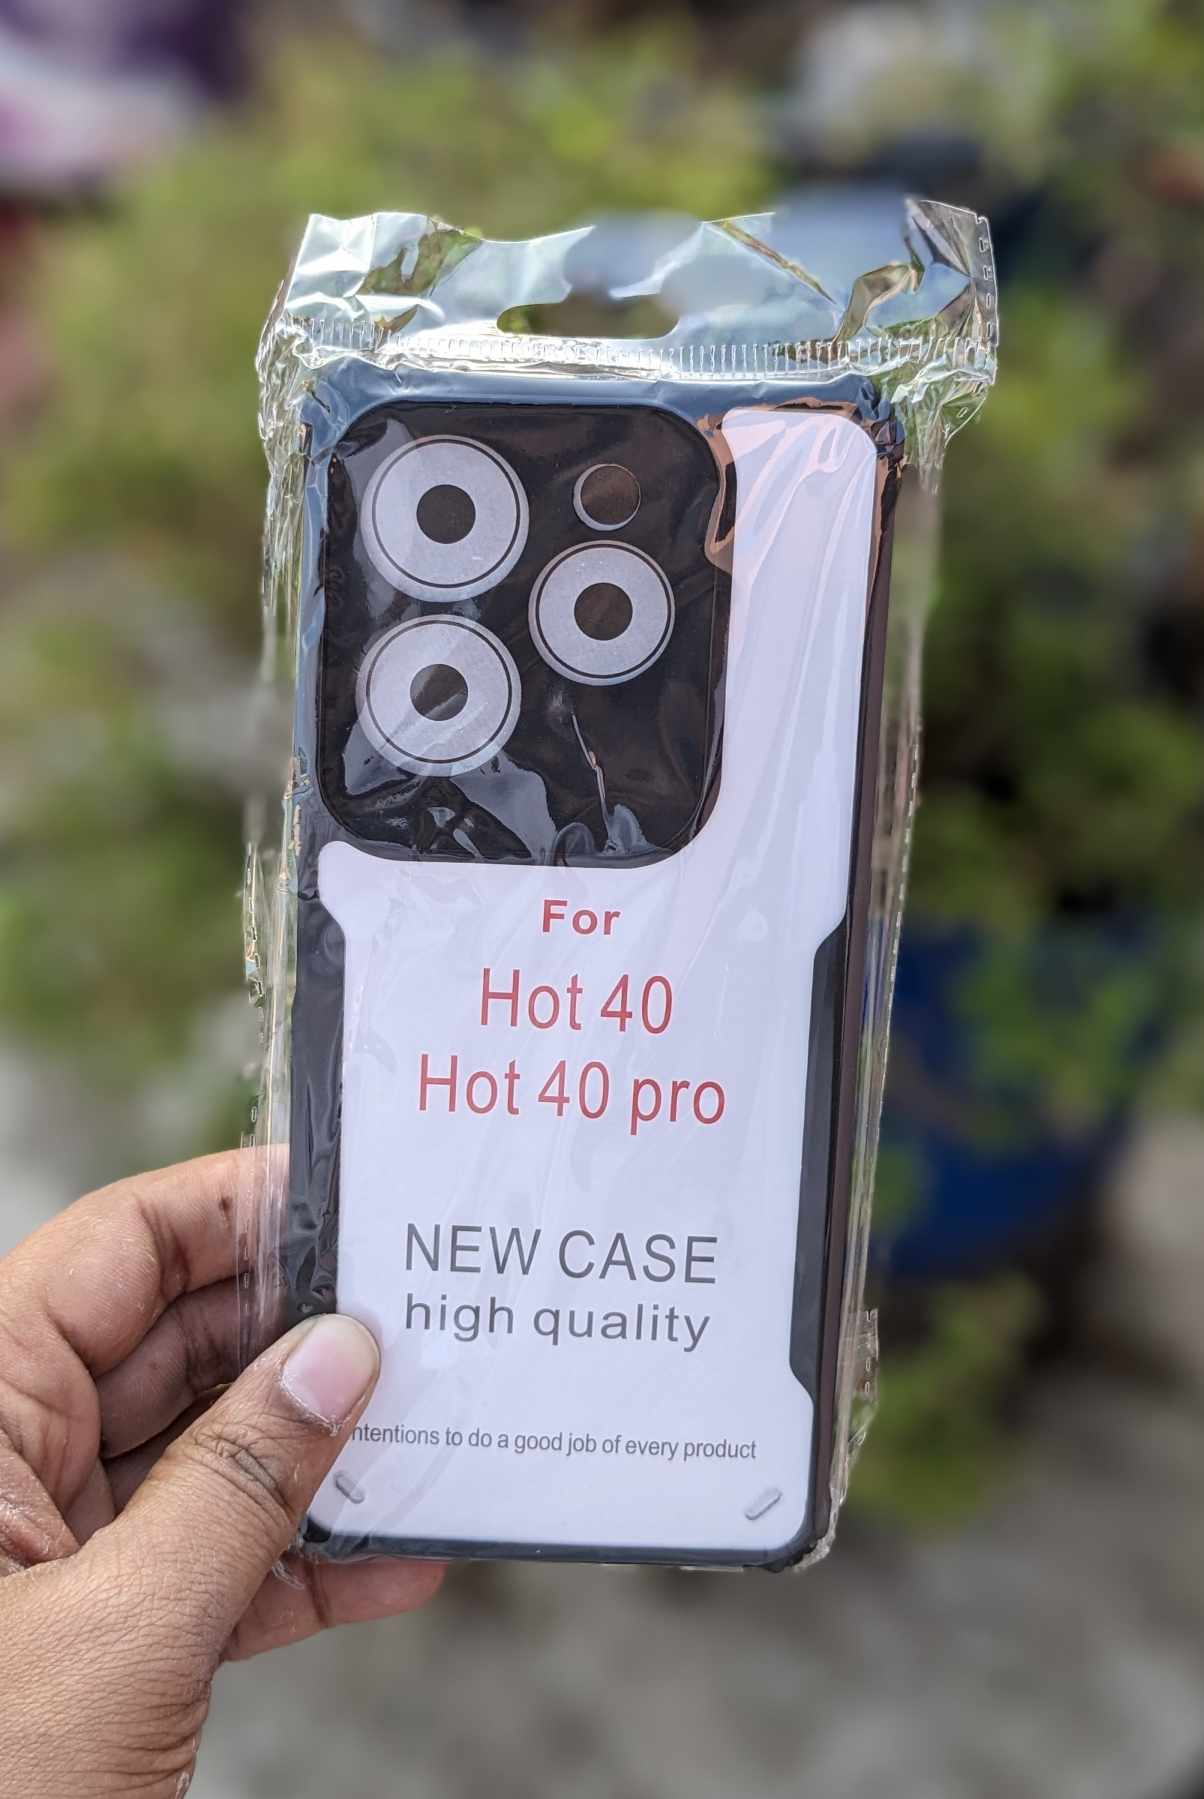 For
Hot 40
Hot 40 pro
NEW CASE
high quality
ntentions to do a good job of every product